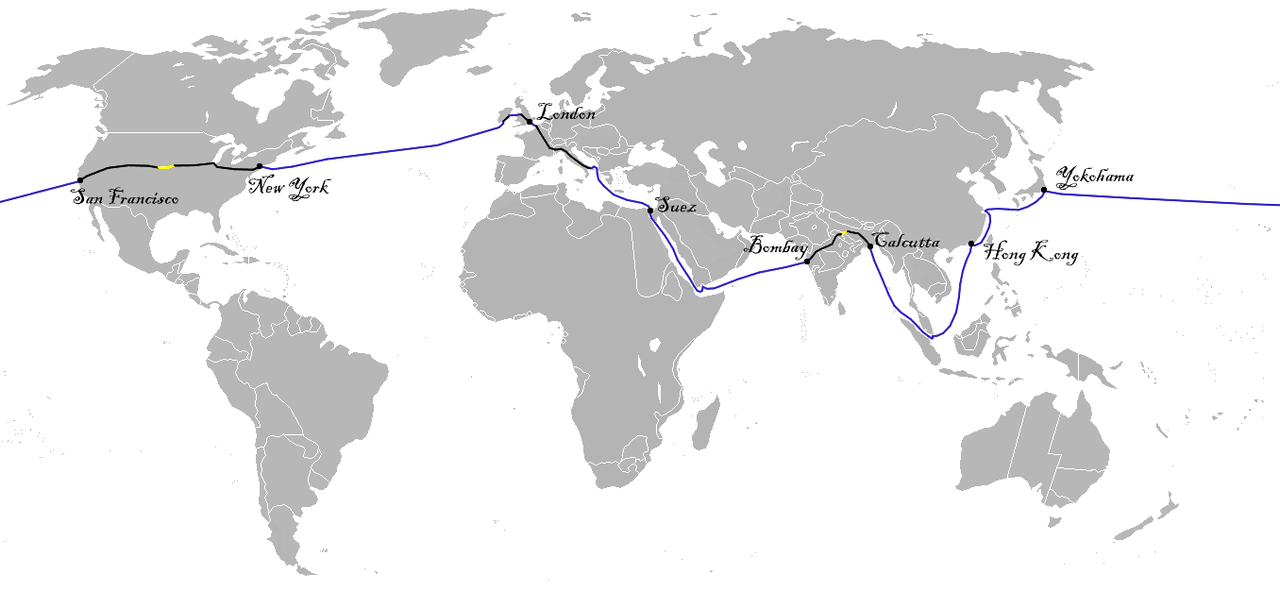 London
Yokohama
New York
San Francisco
Suez
Bombay
Calcutta
Hong Kong